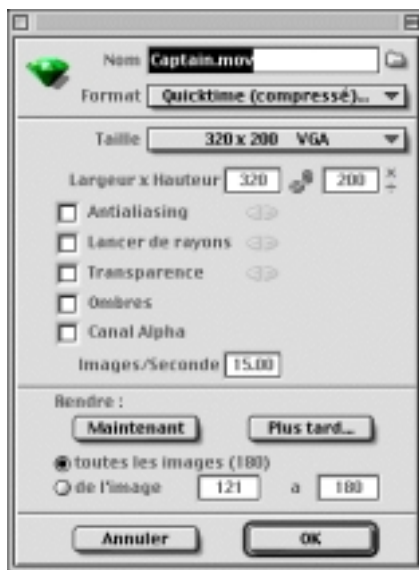 Nom Captain.mov
Format Quicktime (compressé)...
Taille 320 x 200 VGA
Largeur x Hauteur 320 200
Antialiasing
Lancer de rayons
Transparence
Ombres
Canal Alpha
Images/Seconde 15.00
Rendre :
Maintenant Plus tard...
toutes les images (180)
de l'image 121 a 180
Annuler OK